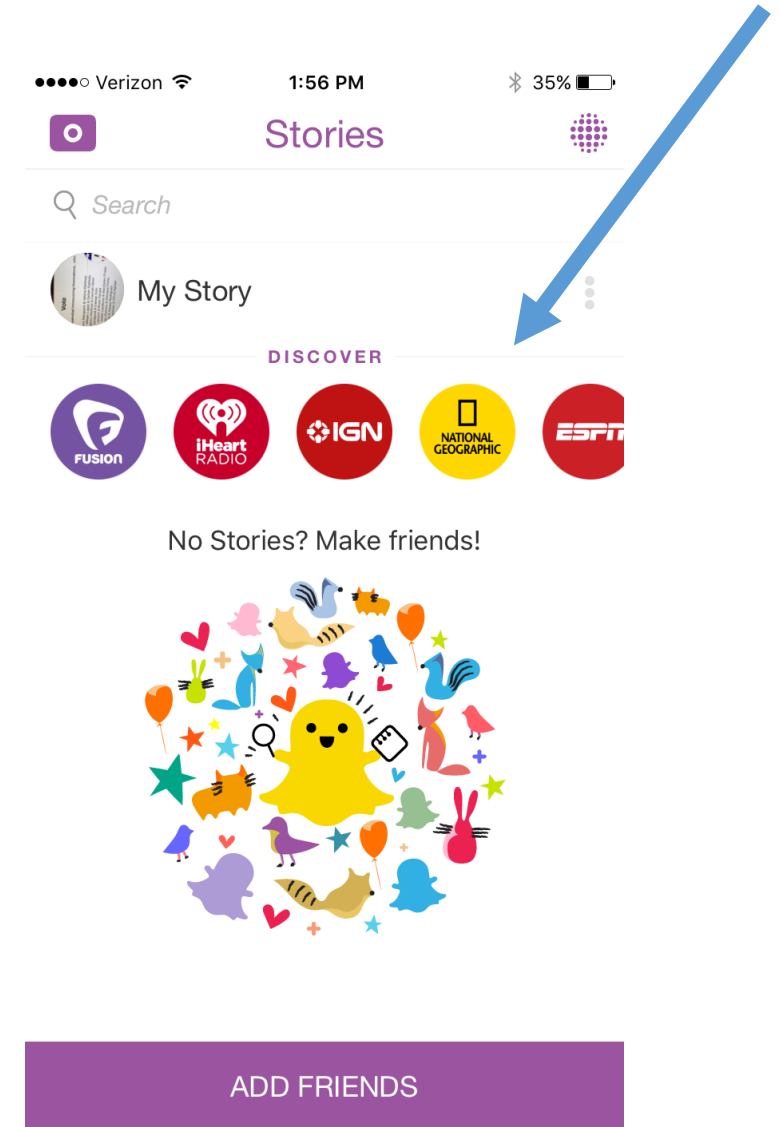 Verizon 1:56 PM 35%
Stories
Search
My Story
DISCOVER
FUSION
iHeart
RADIO
IGN
NATIONAL
GEOGRAPHIC
ESPN
No Stories? Make friends!
ADD FRIENDS